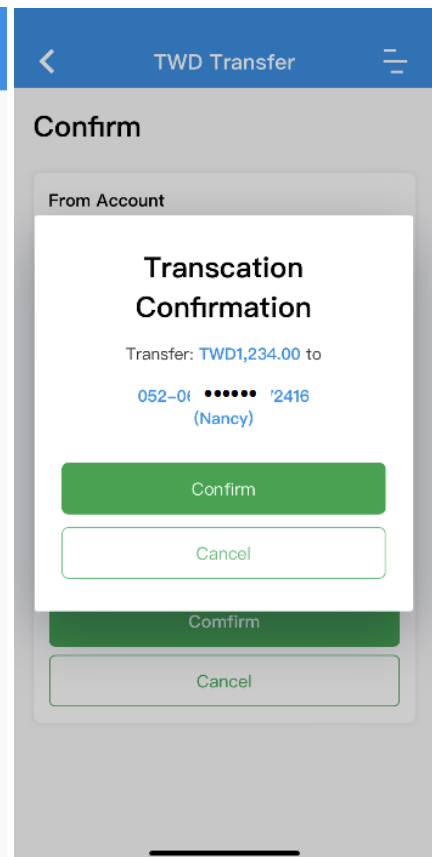 TWD Transfer
Confirm
From Account
Transcation
Confirmation
Transfer: TWD1,234.00 to
052-0 2416
(Nancy)
Confirm
Cancel
Comfirm
Cancel